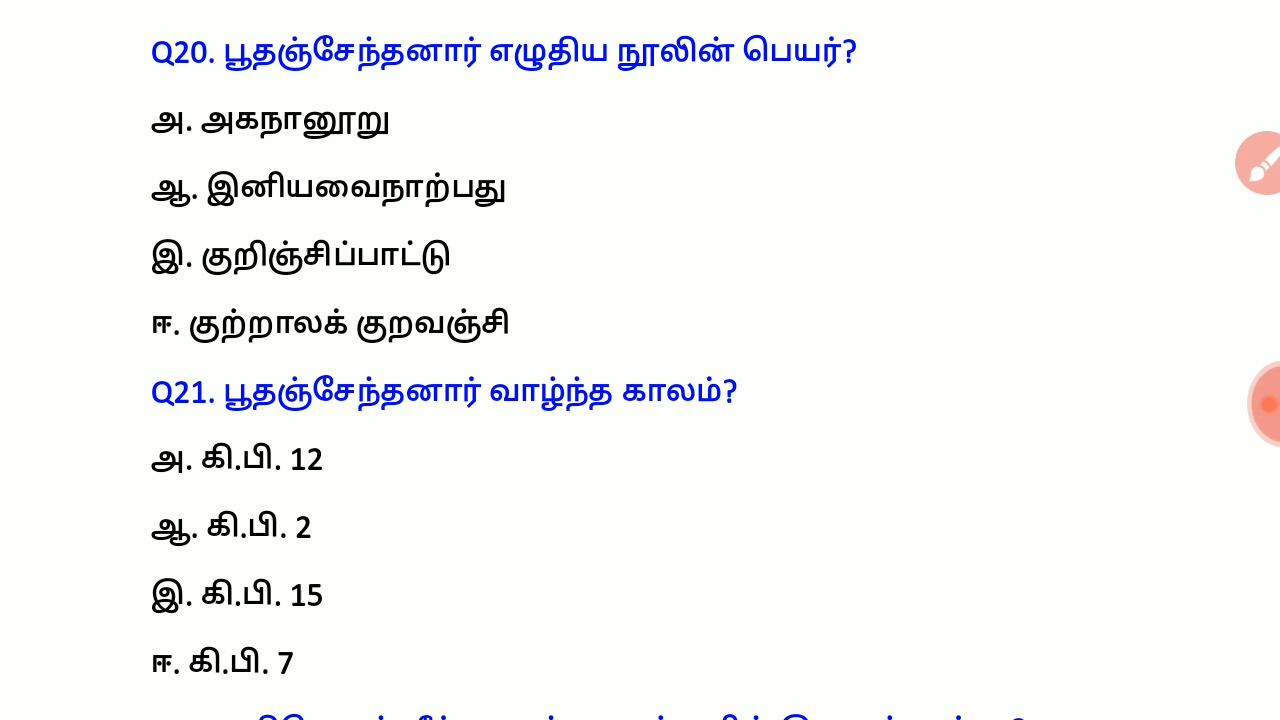 Q20. பூதஞ்சேந்தனார் எழுதிய நூலின் பெயர்?
அ. அகநானூறு
ஆ. இனியவைநாற்பது
இ. குறிஞ்சிப்பாட்டு
ஈ. குற்றாலக் குறவஞ்சி
Q21. பூதஞ்சேந்தனார் வாழ்ந்த காலம்?
அ. கி.பி. 12
ஆ. கி.பி. 2
இ. கி.பி. 15
ஈ. கி.பி. 7